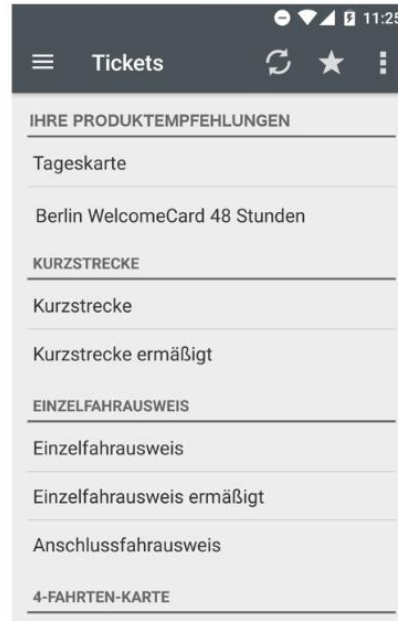 11:25
Tickets
IHRE PRODUKTEMPFEHLUNGEN
Tageskarte
Berlin WelcomeCard 48 Stunden
KURZSTRECKE
Kurzstrecke
Kurzstrecke ermäßigt
EINZELFAHRAUSWEIS
Einzelfahrausweis
Einzelfahrausweis ermäßigt
Anschlussfahrausweis
4-FAHRTEN-KARTE